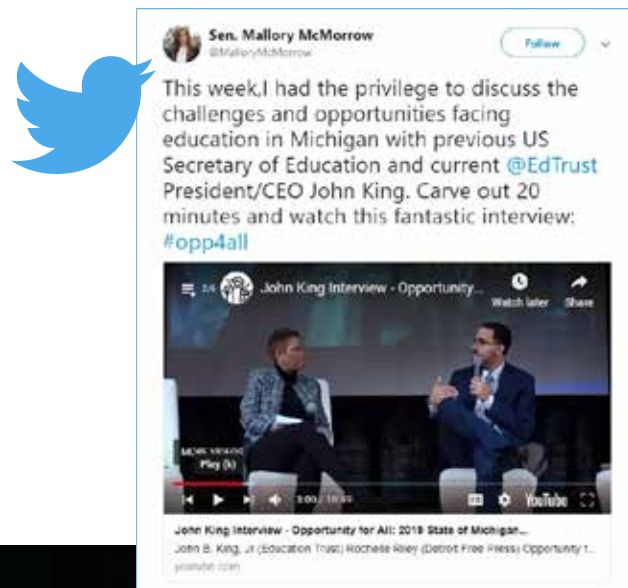 Sen. Mallory McMorrow
@MalloryMcMorrow
Follow
This week,I had the privilege to discuss the
challenges and opportunities facing
education in Michigan with previous US
Secretary of Education and current @EdTrust
President/CEO John King. Carve out 20
minutes and watch this fantastic interview:
#opp4all
John King Interview - Opportunity...
Watch later
Share
MORE VIDEOS
Play (k)
YouTube
John King Interview - Opportunity for All: 2019 State of Michigan...
John B. King, Jr (Education Trust) Rochelle Riley (Detroit Free Press) Opportunity f...
youtube.com